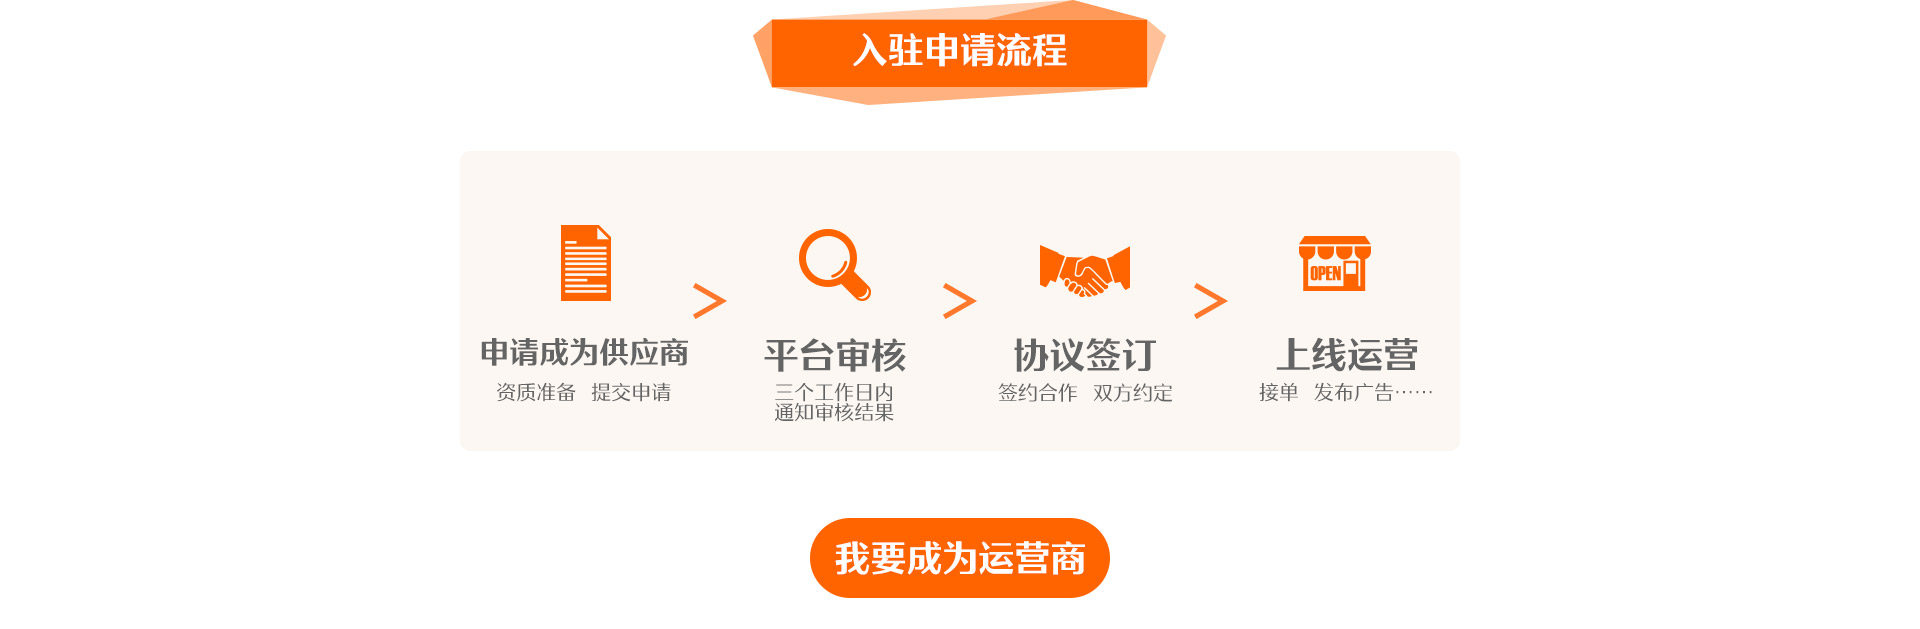 入驻申请流程
申请成为供应商
资质准备 提交申请
平台审核
三个工作日内
通知审核结果
协议签订
签约合作 双方约定
OPEN
上线运营
接单 发布广告……
我要成为运营商